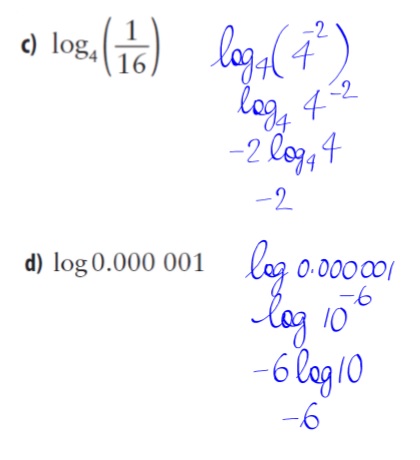 c) log₄(1/16)
log₄(4⁻²)
log₄ 4⁻²
-2 log₄ 4
-2
d) log 0.000 001
log 0.000001
log 10⁻⁶
-6 log 10
-6